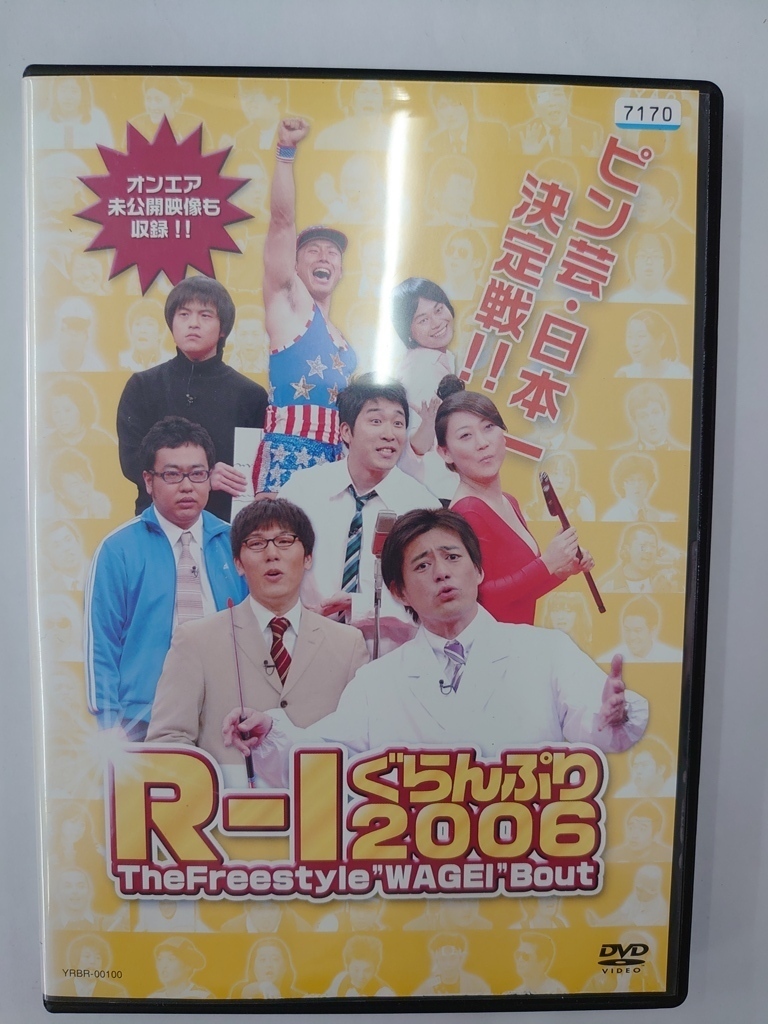 7170
オンエア
未公開映像も
収録!!
ピン芸・日本一
決定戦!!
R-1ぐらんぷり
2006
TheFreestyle"WAGEI"Bout
YRBR-00100
DVD
VIDEO